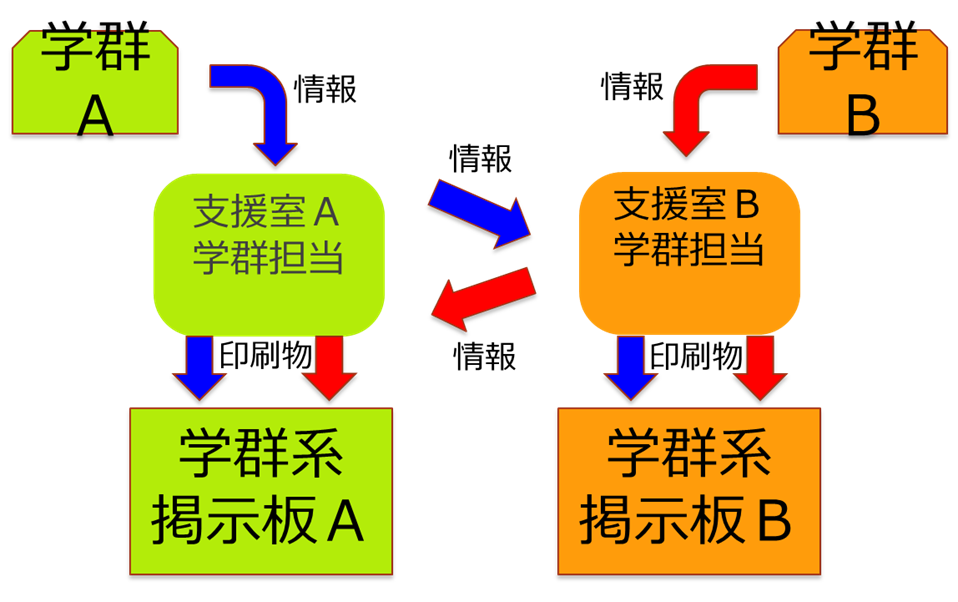 学群
A
学群
B
情報
情報
情報
支援室A
学群担当
支援室B
学群担当
情報
印刷物
印刷物
学群系
掲示板A
学群系
掲示板B